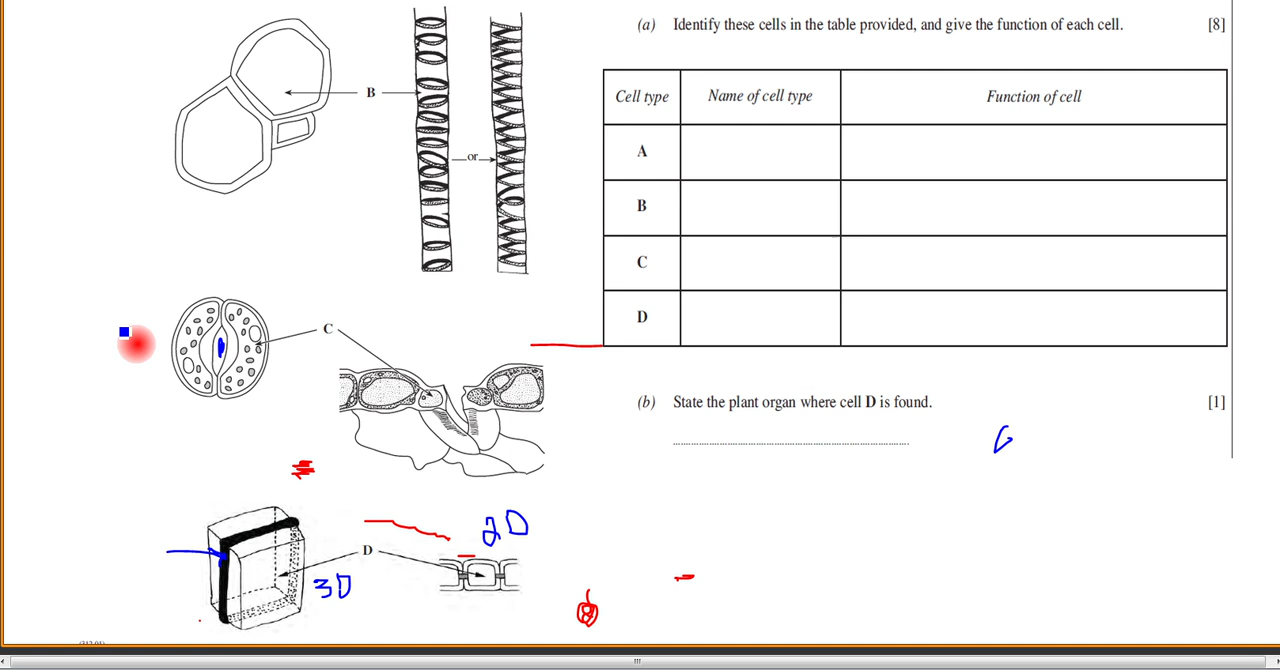 (a) Identify these cells in the table provided, and give the function of each cell. [8]
Cell type Name of cell type Function of cell
A
B
C
D
(b) State the plant organ where cell D is found. [1]
B
or
C
D
2D
3D